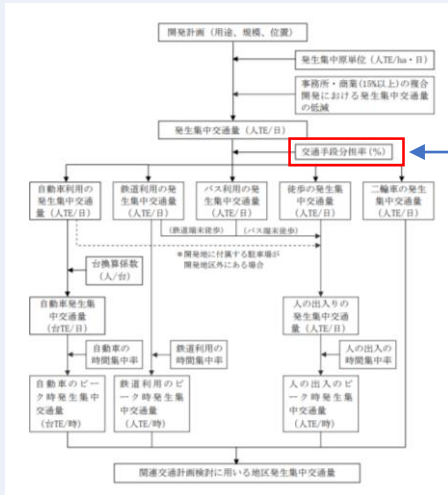 開発計画（用途、規模、位置）
発生集中原単位（人TE/ha・日）
事務所・商業(15%以上)の複合
開発における発生集中交通量
の低減
発生集中交通量（人TE/日）
交通手段分担率(%)
自動車利用の
発生集中交通
量（人TE/日）
鉄道利用の発
生集中交通量
（人TE/日）
バス利用の発
生集中交通量
（人TE/日）
徒歩の発生集
中交通量
（人TE/日）
二輪車の発生
集中交通量
（人TE/日）
（鉄道端末徒歩）
（バス端末徒歩）
＊開発地に付属する駐車場が
開発地区外にある場合
台換算係数
（人/台）
自動車発生集
中交通量
（台TE/日）
人の出入りの
発生集中交通
量（人TE/日）
自動車の
時間集中率
鉄道利用の
時間集中率
人の出入の
時間集中率
自動車のピー
ク時発生集中
交通量
（台TE/時）
鉄道利用のピ
ーク時発生集
中交通量
（人TE/時）
人の出入のピ
ーク時発生集
中交通量
（人TE/時）
関連交通計画検討に用いる地区発生集中交通量